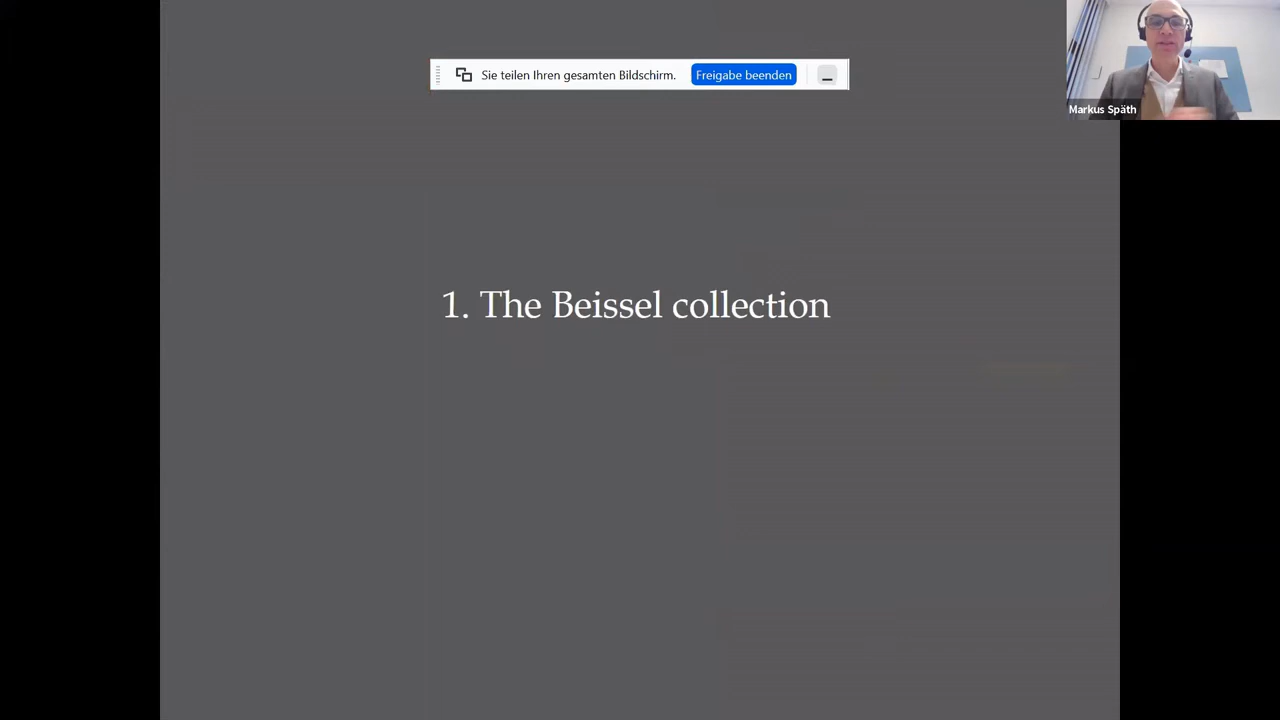 Sie teilen Ihren gesamten Bildschirm. Freigabe beenden
Markus Späth
1. The Beissel collection